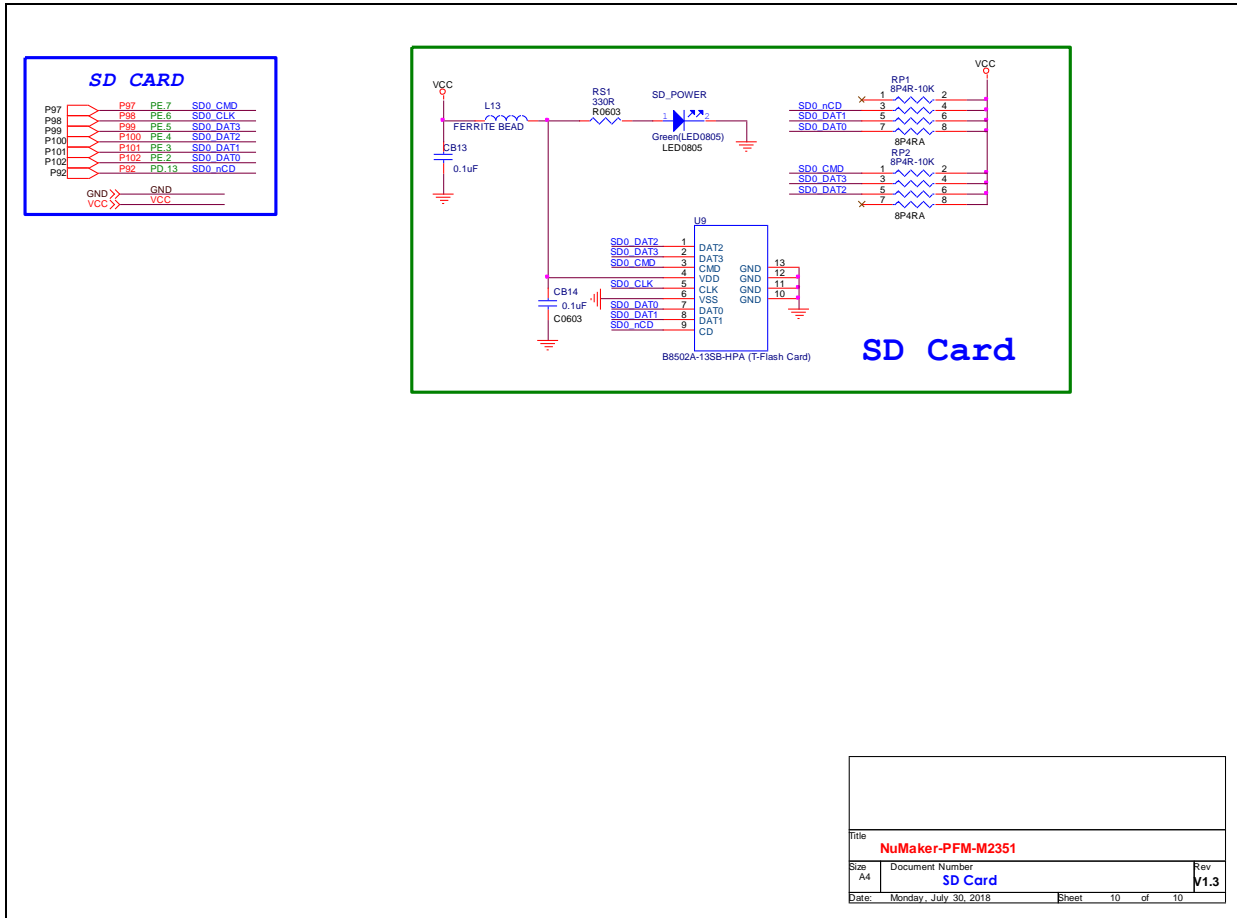 SD CARD
P97 P97 PE.7 SD0_CMD
P98 P98 PE.6 SD0_CLK
P99 P99 PE.5 SD0_DAT3
P100 P100 PE.4 SD0_DAT2
P101 P101 PE.3 SD0_DAT1
P102 P102 PE.2 SD0_DAT0
P92 P92 PD.13 SD0_nCD
GND GND
VCC VCC
VCC
L13
FERRITE BEAD
CB13
0.1uF
RS1
330R
R0603
SD_POWER
1 2
Green(LED0805)
LED0805
VCC
RP1
8P4R-10K
1 2
SD0_nCD 3 4
SD0_DAT1 5 6
SD0_DAT0 7 8
8P4RA
RP2
8P4R-10K
SD0_CMD 1 2
SD0_DAT3 3 4
SD0_DAT2 5 6
7 8
8P4RA
CB14
0.1uF
C0603
U9
SD0_DAT2 1 DAT2
SD0_DAT3 2 DAT3
SD0_CMD 3 CMD GND 13
4 VDD GND 12
SD0_CLK 5 CLK GND 11
6 VSS GND 10
SD0_DAT0 7 DAT0
SD0_DAT1 8 DAT1
SD0_nCD 9 CD
B8502A-13SB-HPA (T-Flash Card)
SD Card
Title
NuMaker-PFM-M2351
Size Document Number Rev
A4 SD Card V1.3
Date: Monday, July 30, 2018 Sheet 10 of 10